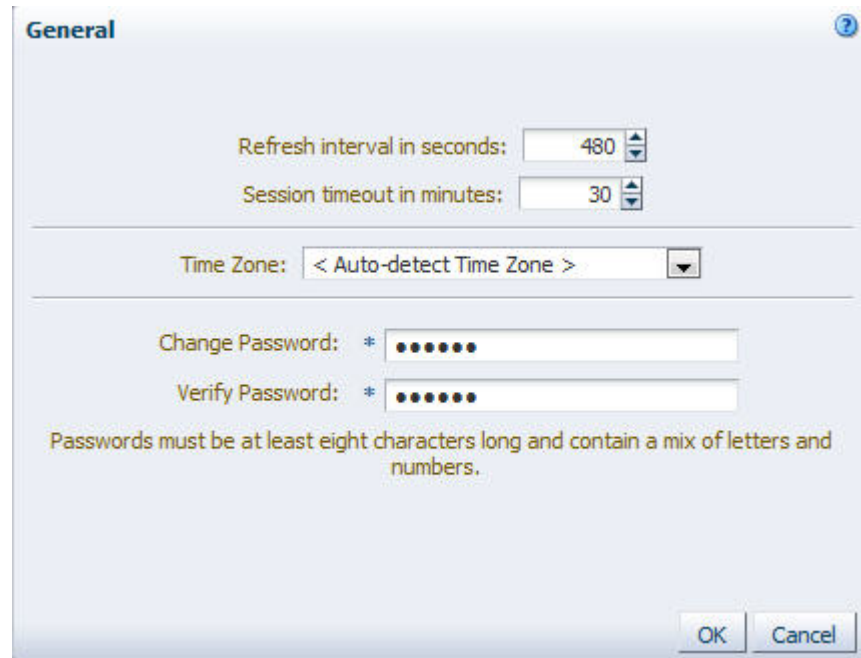 General
Refresh interval in seconds: 480
Session timeout in minutes: 30
Time Zone: < Auto-detect Time Zone >
Change Password: * ••••••
Verify Password: * ••••••
Passwords must be at least eight characters long and contain a mix of letters and
numbers.
OK Cancel